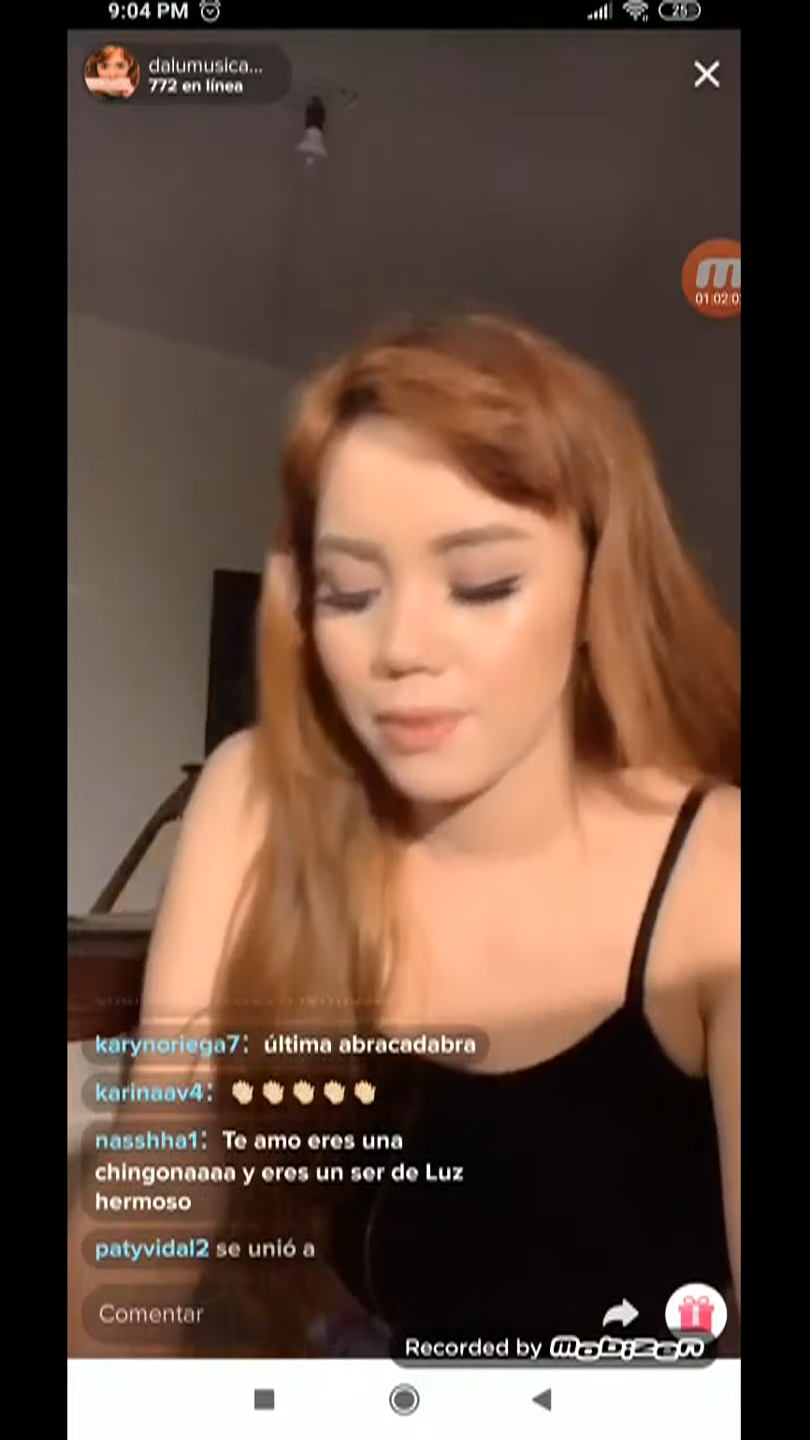 9:04 PM
25
dalumusica...
772 en línea
01:02:0
karynoriega7: última abracadabra
karinaav4: 👏🏻👏🏻👏🏻👏🏻👏🏻
nasshha1: Te amo eres una
chingonaaaa y eres un ser de Luz
hermoso
patyvidal2 se unió a
Comentar
Recorded by mobizen